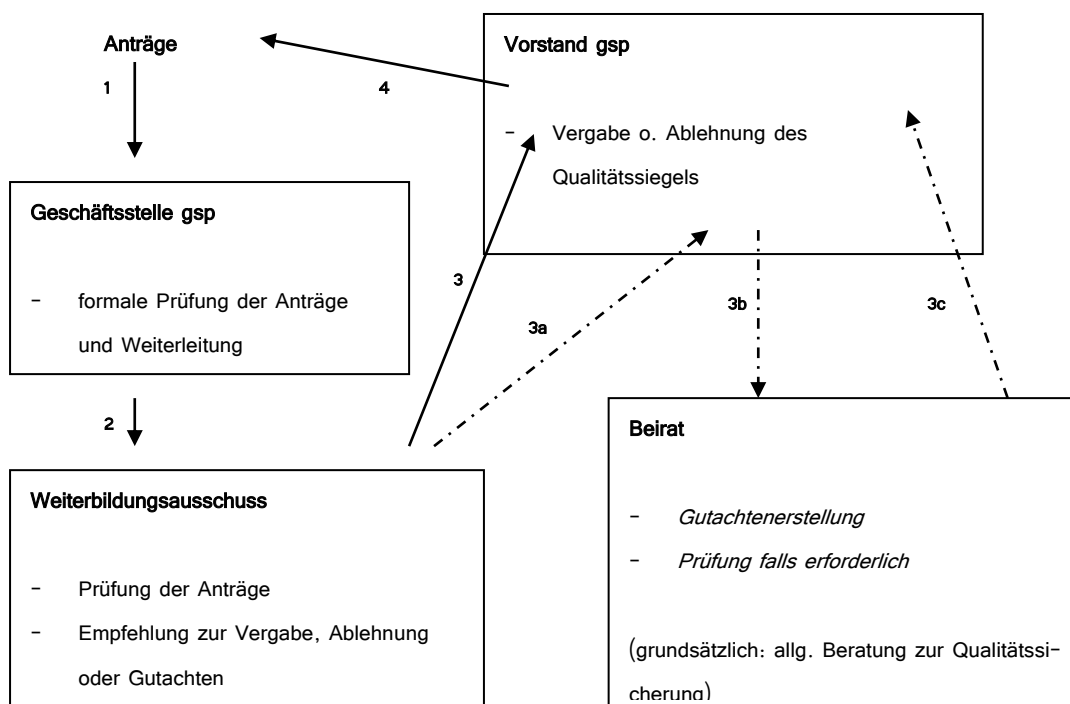 Anträge
1
4
Vorstand gsp
- Vergabe o. Ablehnung des
Qualitätssiegels
Geschäftsstelle gsp
- formale Prüfung der Anträge
und Weiterleitung
3
3a
3b
3c
2
Weiterbildungsausschuss
- Prüfung der Anträge
- Empfehlung zur Vergabe, Ablehnung
oder Gutachten
Beirat
- Gutachtenerstellung
- Prüfung falls erforderlich
(grundsätzlich: allg. Beratung zur Qualitätssi-
cherung)